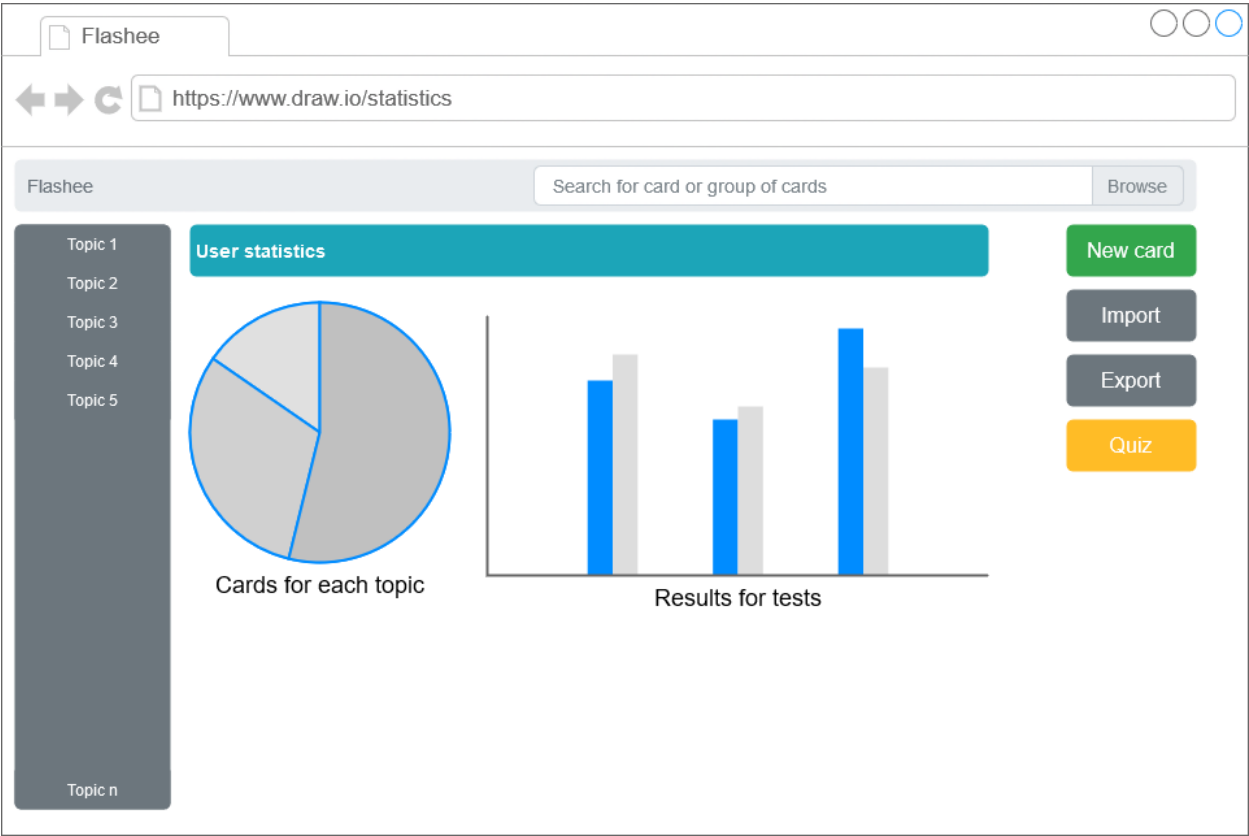 Flashee
https://www.draw.io/statistics
Flashee
Search for card or group of cards
Browse
Topic 1
Topic 2
Topic 3
Topic 4
Topic 5
Topic n
User statistics
Cards for each topic
Results for tests
New card
Import
Export
Quiz